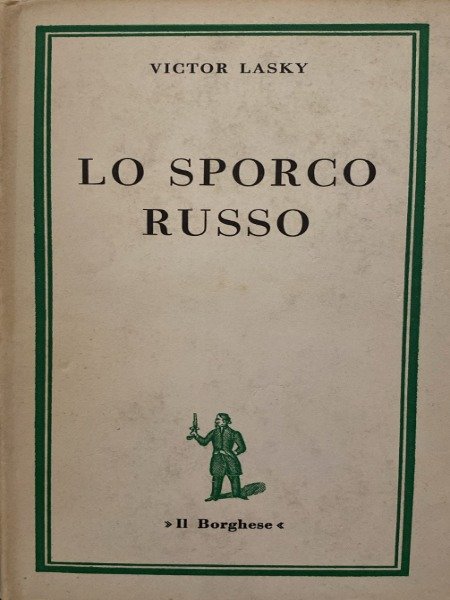 VICTOR LASKY
LO SPORCO
RUSSO
»Il Borghese«